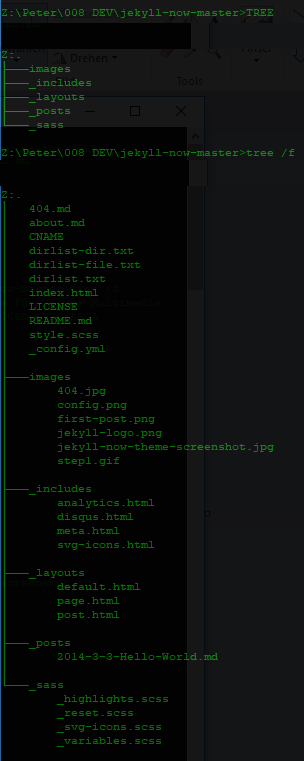 Z:\Peter\008 DEV\jekyll-now-master>TREE
Drehen
Tools
Z:.
├───images
├───_includes
├───_layouts
├───_posts
└───_sass
Z:\Peter\008 DEV\jekyll-now-master>tree /f
Z:.
│   404.md
│   about.md
│   CNAME
│   dirlist-dir.txt
│   dirlist-file.txt
│   dirlist.txt
│   index.html
│   LICENSE
│   README.md
│   style.scss
│   _config.yml
│
├───images
│       404.jpg
│       config.png
│       first-post.png
│       jekyll-logo.png
│       jekyll-now-theme-screenshot.jpg
│       step1.gif
│
├───_includes
│       analytics.html
│       disqus.html
│       meta.html
│       svg-icons.html
│
├───_layouts
│       default.html
│       page.html
│       post.html
│
├───_posts
│       2014-3-3-Hello-World.md
│
└───_sass
        _highlights.scss
        _reset.scss
        _svg-icons.scss
        _variables.scss